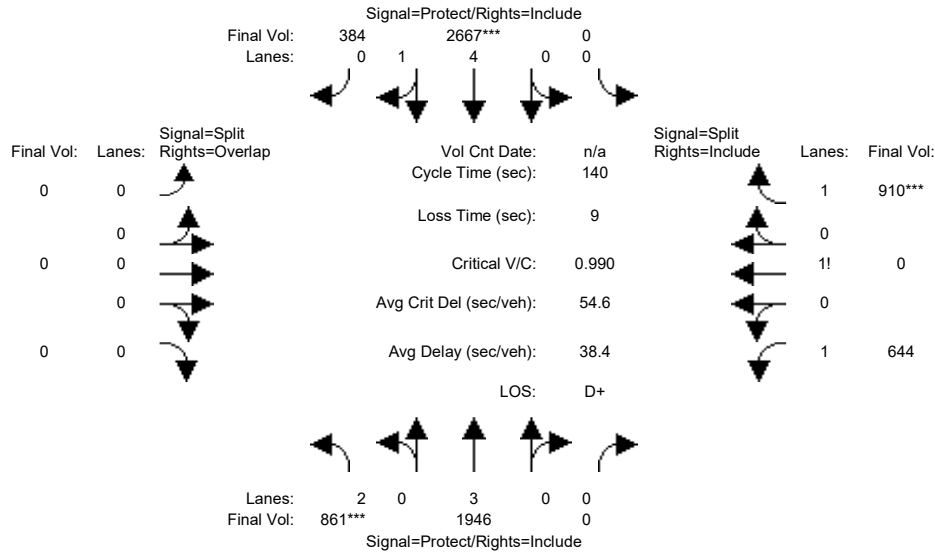 Signal=Protect/Rights=Include
Final Vol: 384 2667*** 0
Lanes: 0 1 4 0 0
Signal=Split Signal=Split
Final Vol: Lanes: Rights=Overlap Vol Cnt Date: n/a Rights=Include Lanes: Final Vol:
Cycle Time (sec): 140
0 0 1 910***
Loss Time (sec): 9
0 0
0 0 Critical V/C: 0.990 1! 0
0 Avg Crit Del (sec/veh): 54.6 0
0 0 Avg Delay (sec/veh): 38.4 1 644
LOS: D+
Lanes: 2 0 3 0 0
Final Vol: 861*** 1946 0
Signal=Protect/Rights=Include